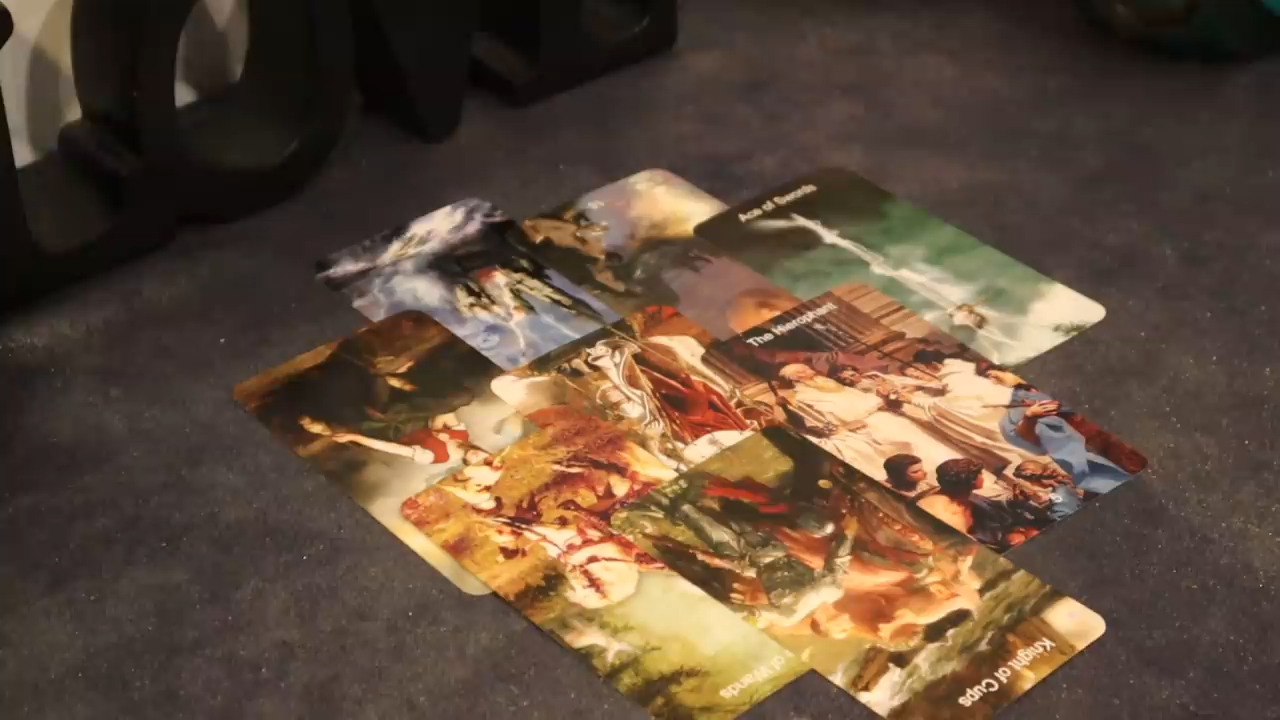 Ace of Swords
The Hierophant
of Wands
Knight of Cups